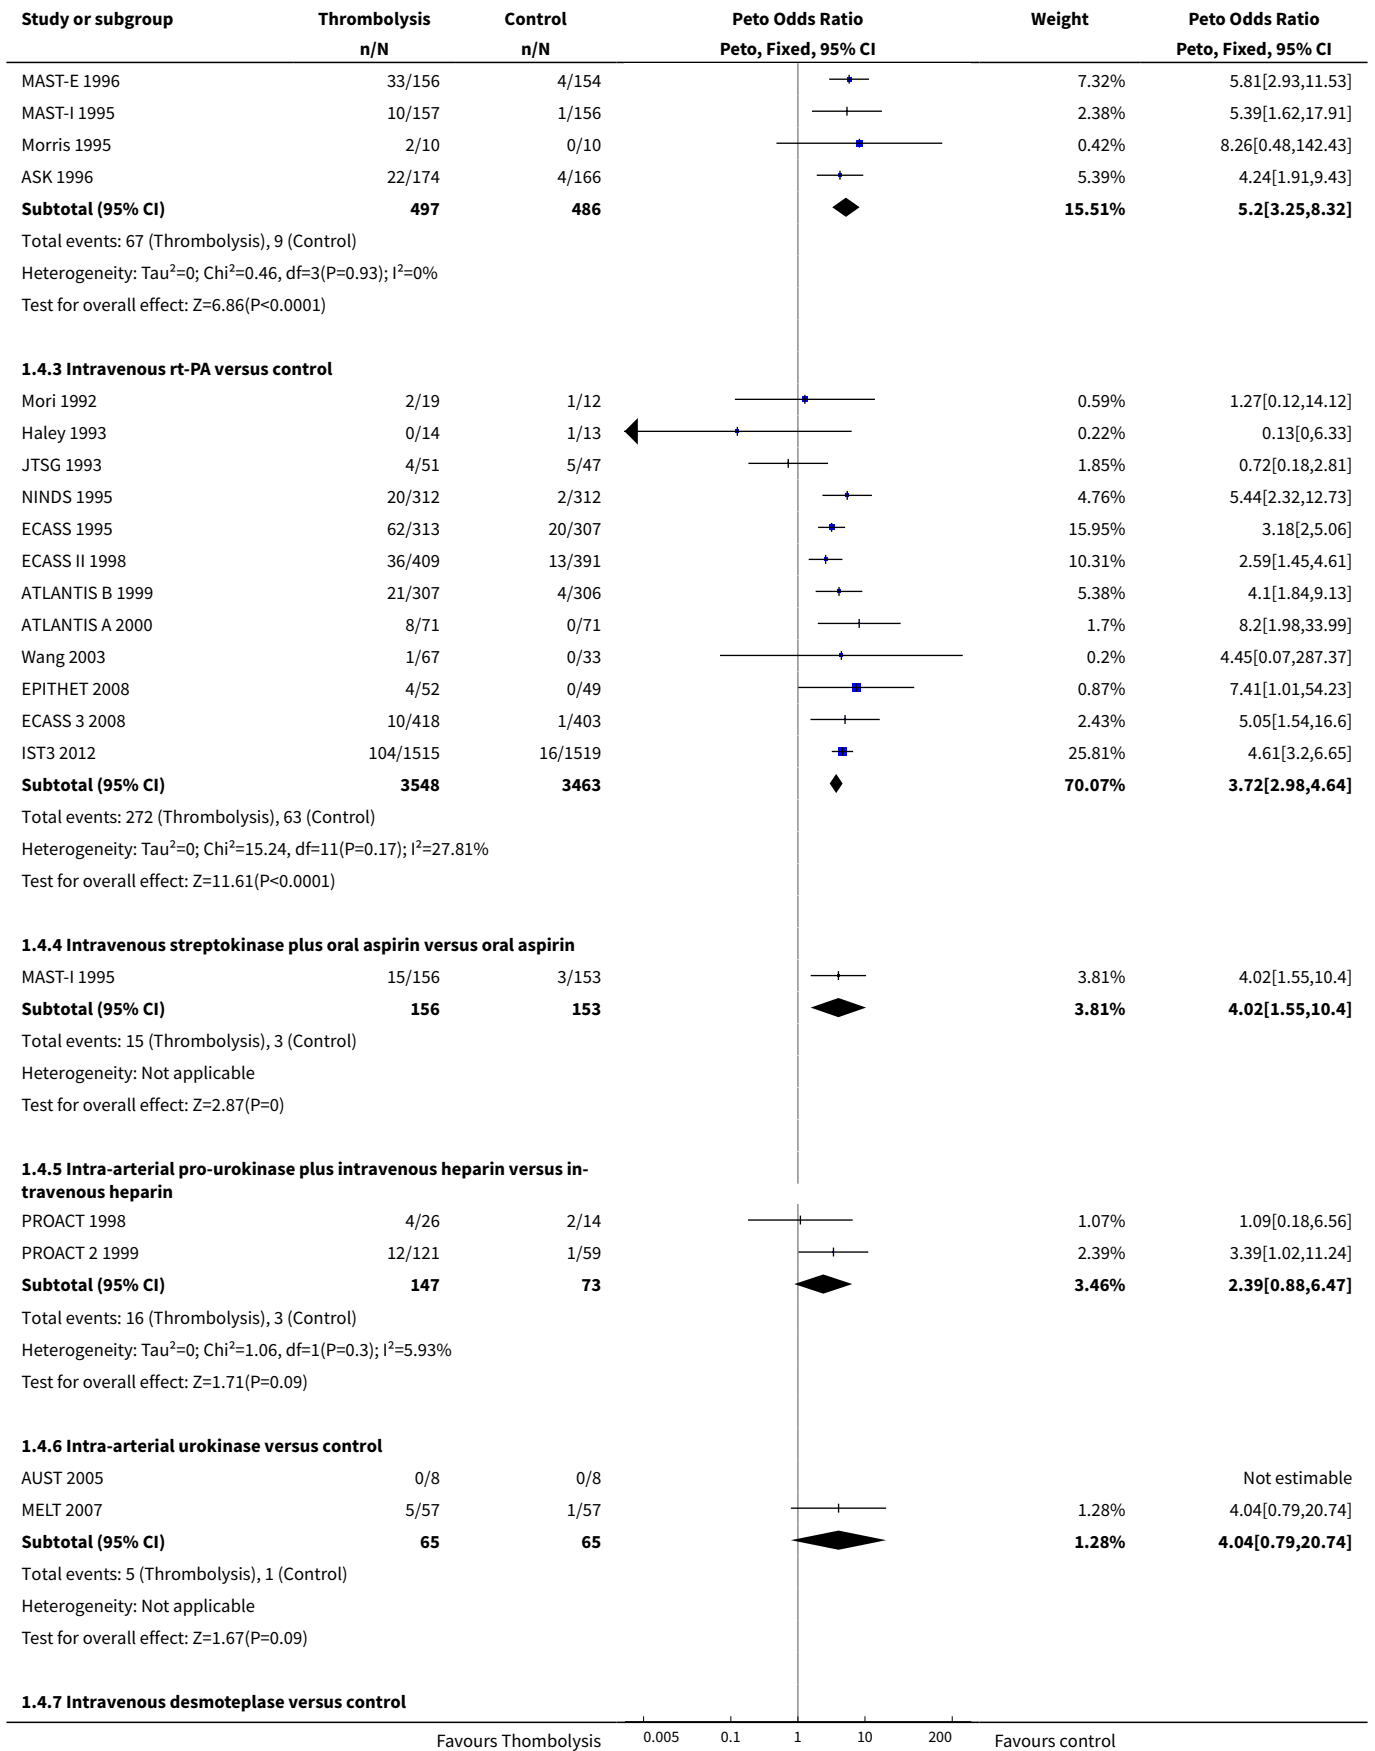 Study or subgroup Thrombolysis Control Peto Odds Ratio Weight Peto Odds Ratio
n/N n/N Peto, Fixed, 95% CI Peto, Fixed, 95% CI
MAST-E 1996 33/156 4/154 7.32% 5.81[2.93,11.53]
MAST-I 1995 10/157 1/156 2.38% 5.39[1.62,17.91]
Morris 1995 2/10 0/10 0.42% 8.26[0.48,142.43]
ASK 1996 22/174 4/166 5.39% 4.24[1.91,9.43]
Subtotal (95% CI) 497 486 15.51% 5.2[3.25,8.32]
Total events: 67 (Thrombolysis), 9 (Control)
Heterogeneity: Tau²=0; Chi²=0.46, df=3(P=0.93); I²=0%
Test for overall effect: Z=6.86(P<0.0001)
1.4.3 Intravenous rt-PA versus control
Mori 1992 2/19 1/12 0.59% 1.27[0.12,14.12]
Haley 1993 0/14 1/13 0.22% 0.13[0,6.33]
JTSG 1993 4/51 5/47 1.85% 0.72[0.18,2.81]
NINDS 1995 20/312 2/312 4.76% 5.44[2.32,12.73]
ECASS 1995 62/313 20/307 15.95% 3.18[2,5.06]
ECASS II 1998 36/409 13/391 10.31% 2.59[1.45,4.61]
ATLANTIS B 1999 21/307 4/306 5.38% 4.1[1.84,9.13]
ATLANTIS A 2000 8/71 0/71 1.7% 8.2[1.98,33.99]
Wang 2003 1/67 0/33 0.2% 4.45[0.07,287.37]
EPITHET 2008 4/52 0/49 0.87% 7.41[1.01,54.23]
ECASS 3 2008 10/418 1/403 2.43% 5.05[1.54,16.6]
IST3 2012 104/1515 16/1519 25.81% 4.61[3.2,6.65]
Subtotal (95% CI) 3548 3463 70.07% 3.72[2.98,4.64]
Total events: 272 (Thrombolysis), 63 (Control)
Heterogeneity: Tau²=0; Chi²=15.24, df=11(P=0.17); I²=27.81%
Test for overall effect: Z=11.61(P<0.0001)
1.4.4 Intravenous streptokinase plus oral aspirin versus oral aspirin
MAST-I 1995 15/156 3/153 3.81% 4.02[1.55,10.4]
Subtotal (95% CI) 156 153 3.81% 4.02[1.55,10.4]
Total events: 15 (Thrombolysis), 3 (Control)
Heterogeneity: Not applicable
Test for overall effect: Z=2.87(P=0)
1.4.5 Intra-arterial pro-urokinase plus intravenous heparin versus in-
travenous heparin
PROACT 1998 4/26 2/14 1.07% 1.09[0.18,6.56]
PROACT 2 1999 12/121 1/59 2.39% 3.39[1.02,11.24]
Subtotal (95% CI) 147 73 3.46% 2.39[0.88,6.47]
Total events: 16 (Thrombolysis), 3 (Control)
Heterogeneity: Tau²=0; Chi²=1.06, df=1(P=0.3); I²=5.93%
Test for overall effect: Z=1.71(P=0.09)
1.4.6 Intra-arterial urokinase versus control
AUST 2005 0/8 0/8 Not estimable
MELT 2007 5/57 1/57 1.28% 4.04[0.79,20.74]
Subtotal (95% CI) 65 65 1.28% 4.04[0.79,20.74]
Total events: 5 (Thrombolysis), 1 (Control)
Heterogeneity: Not applicable
Test for overall effect: Z=1.67(P=0.09)
1.4.7 Intravenous desmoteplase versus control
Favours Thombolysis 0.005 0.1 1 10 200 Favours control